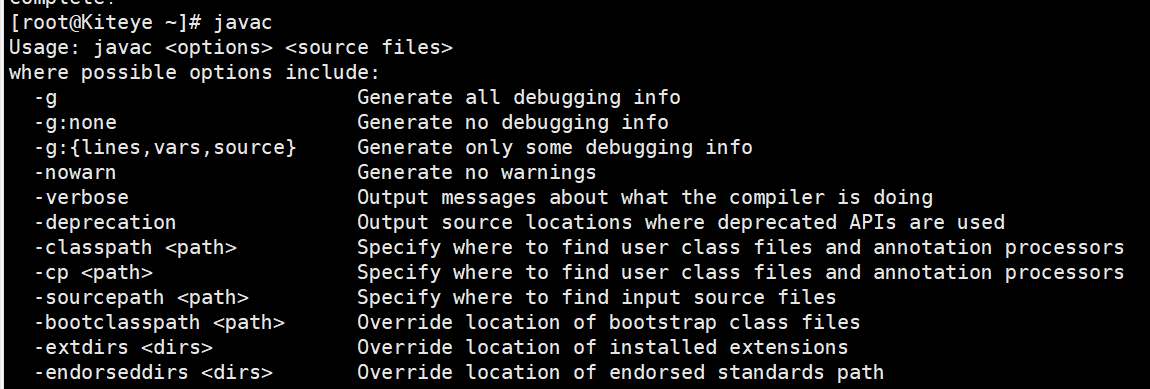 complete!
[root@Kiteye ~]# javac
Usage: javac <options> <source files>
where possible options include:
  -g                         Generate all debugging info
  -g:none                    Generate no debugging info
  -g:{lines,vars,source}     Generate only some debugging info
  -nowarn                    Generate no warnings
  -verbose                   Output messages about what the compiler is doing
  -deprecation               Output source locations where deprecated APIs are used
  -classpath <path>          Specify where to find user class files and annotation processors
  -cp <path>                 Specify where to find user class files and annotation processors
  -sourcepath <path>         Specify where to find input source files
  -bootclasspath <path>      Override location of bootstrap class files
  -extdirs <dirs>            Override location of installed extensions
  -endorseddirs <dirs>       Override location of endorsed standards path